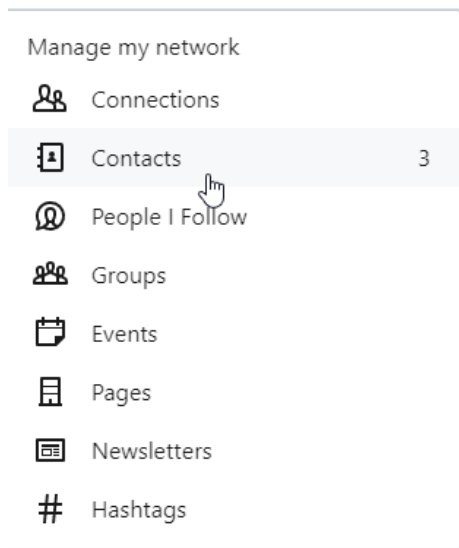 Manage my network
Connections
Contacts 3
People I Follow
Groups
Events
Pages
Newsletters
# Hashtags